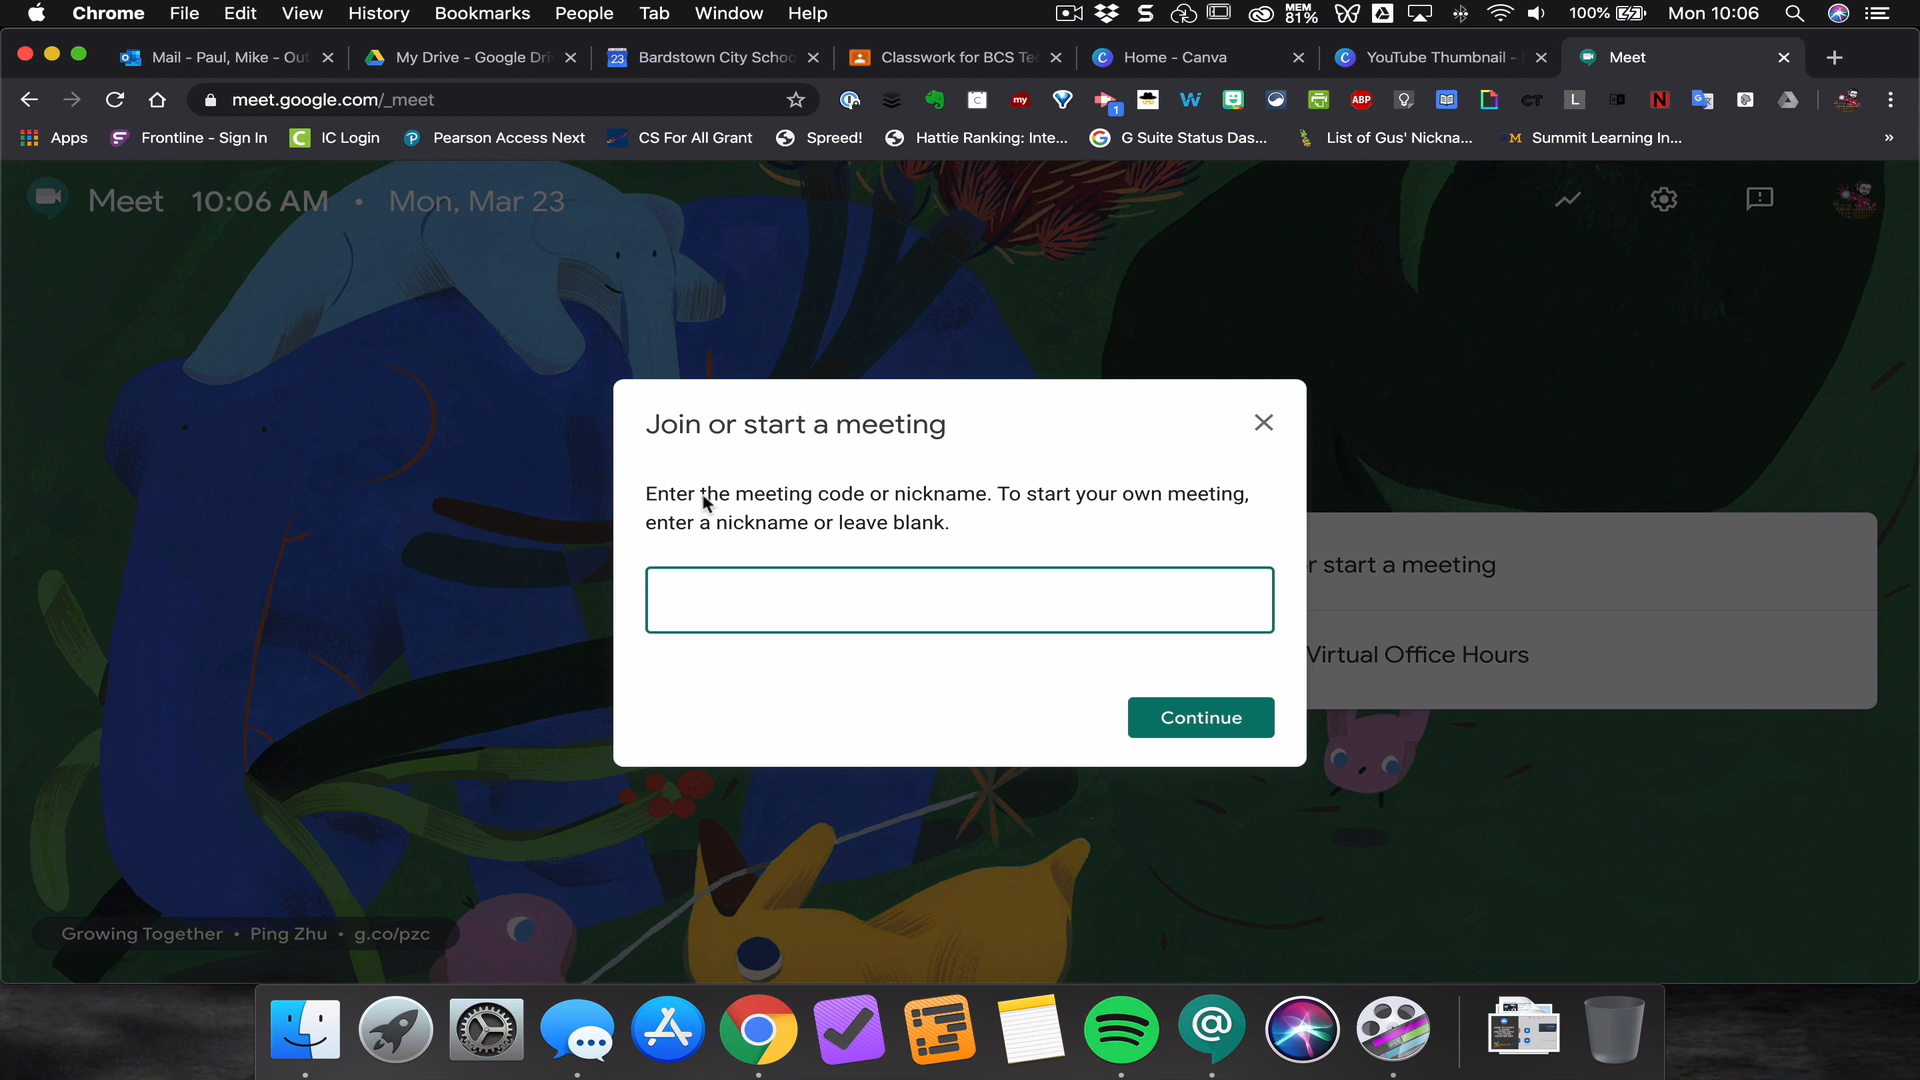 Chrome File Edit View History Bookmarks People Tab Window Help
MEM 81% 100% Mon 10:06
Mail - Paul, Mike - Out
My Drive - Google Dri
23 Bardstown City Schoo
Classwork for BCS Te
Home - Canva
YouTube Thumbnail -
Meet
meet.google.com/_meet
Apps
Frontline - Sign In
IC Login
Pearson Access Next
CS For All Grant
Spreed!
Hattie Ranking: Inte...
G Suite Status Das...
List of Gus' Nickna...
Summit Learning In...
»
Meet 10:06 AM • Mon, Mar 23
Join or start a meeting
Enter the meeting code or nickname. To start your own meeting,
enter a nickname or leave blank.
r start a meeting
Virtual Office Hours
Continue
Growing Together • Ping Zhu • g.co/pzc